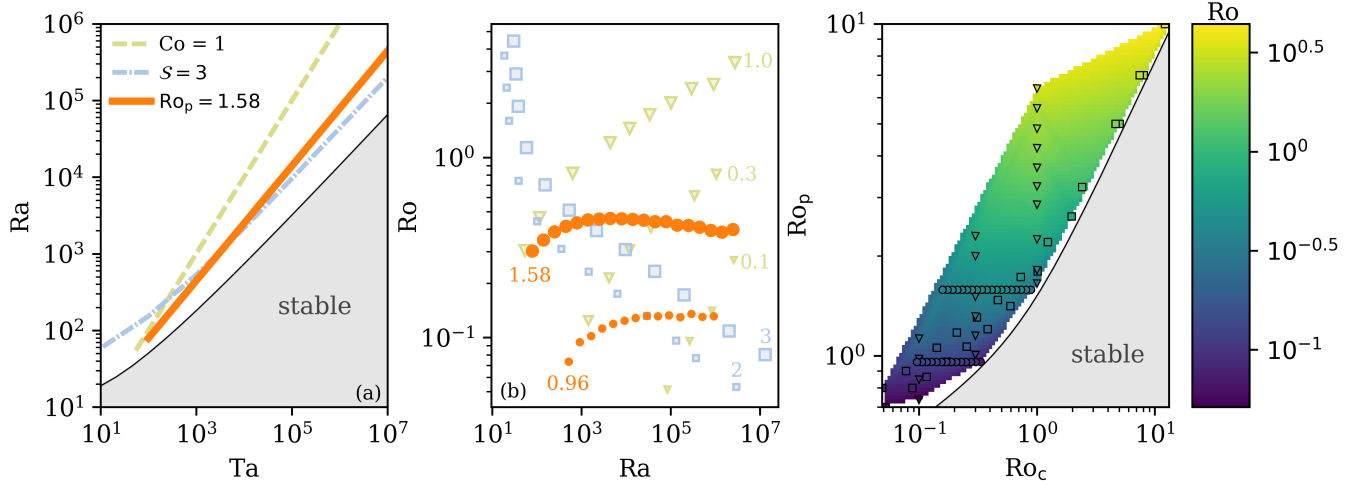 10^6
10^5
10^4
10^3
10^2
10^1
Ra
Co = 1
𝒮 = 3
Ro_p = 1.58
stable
(a)
10^1
10^3
10^5
10^7
Ta
Ro
10^0
10^{-1}
1.0
0.3
0.1
1.58
0.96
3
2
(b)
10^1
10^3
10^5
10^7
Ra
Ro_p
10^1
10^0
stable
10^{-1}
10^0
10^1
Ro_c
Ro
10^{0.5}
10^0
10^{-0.5}
10^{-1}